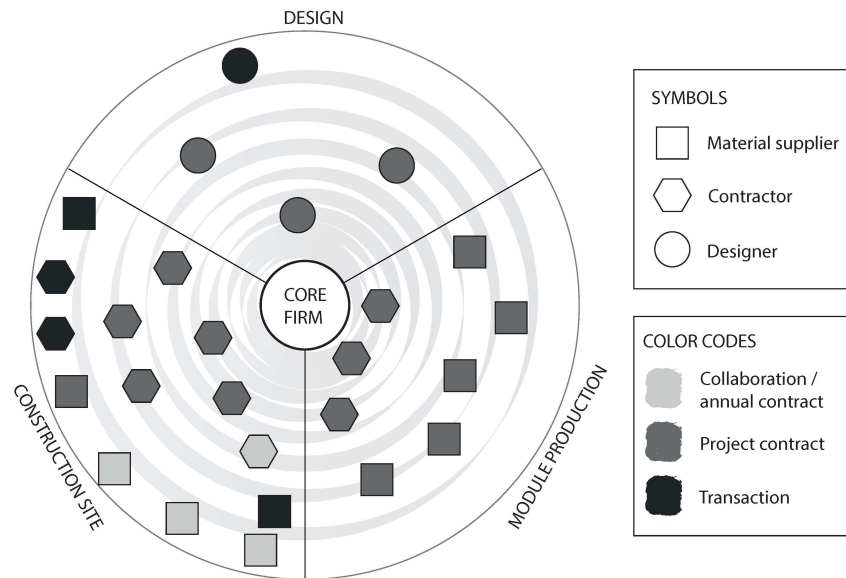 DESIGN
CORE
FIRM
CONSTRUCTION SITE
MODULE PRODUCTION
SYMBOLS
Material supplier
Contractor
Designer
COLOR CODES
Collaboration /
annual contract
Project contract
Transaction